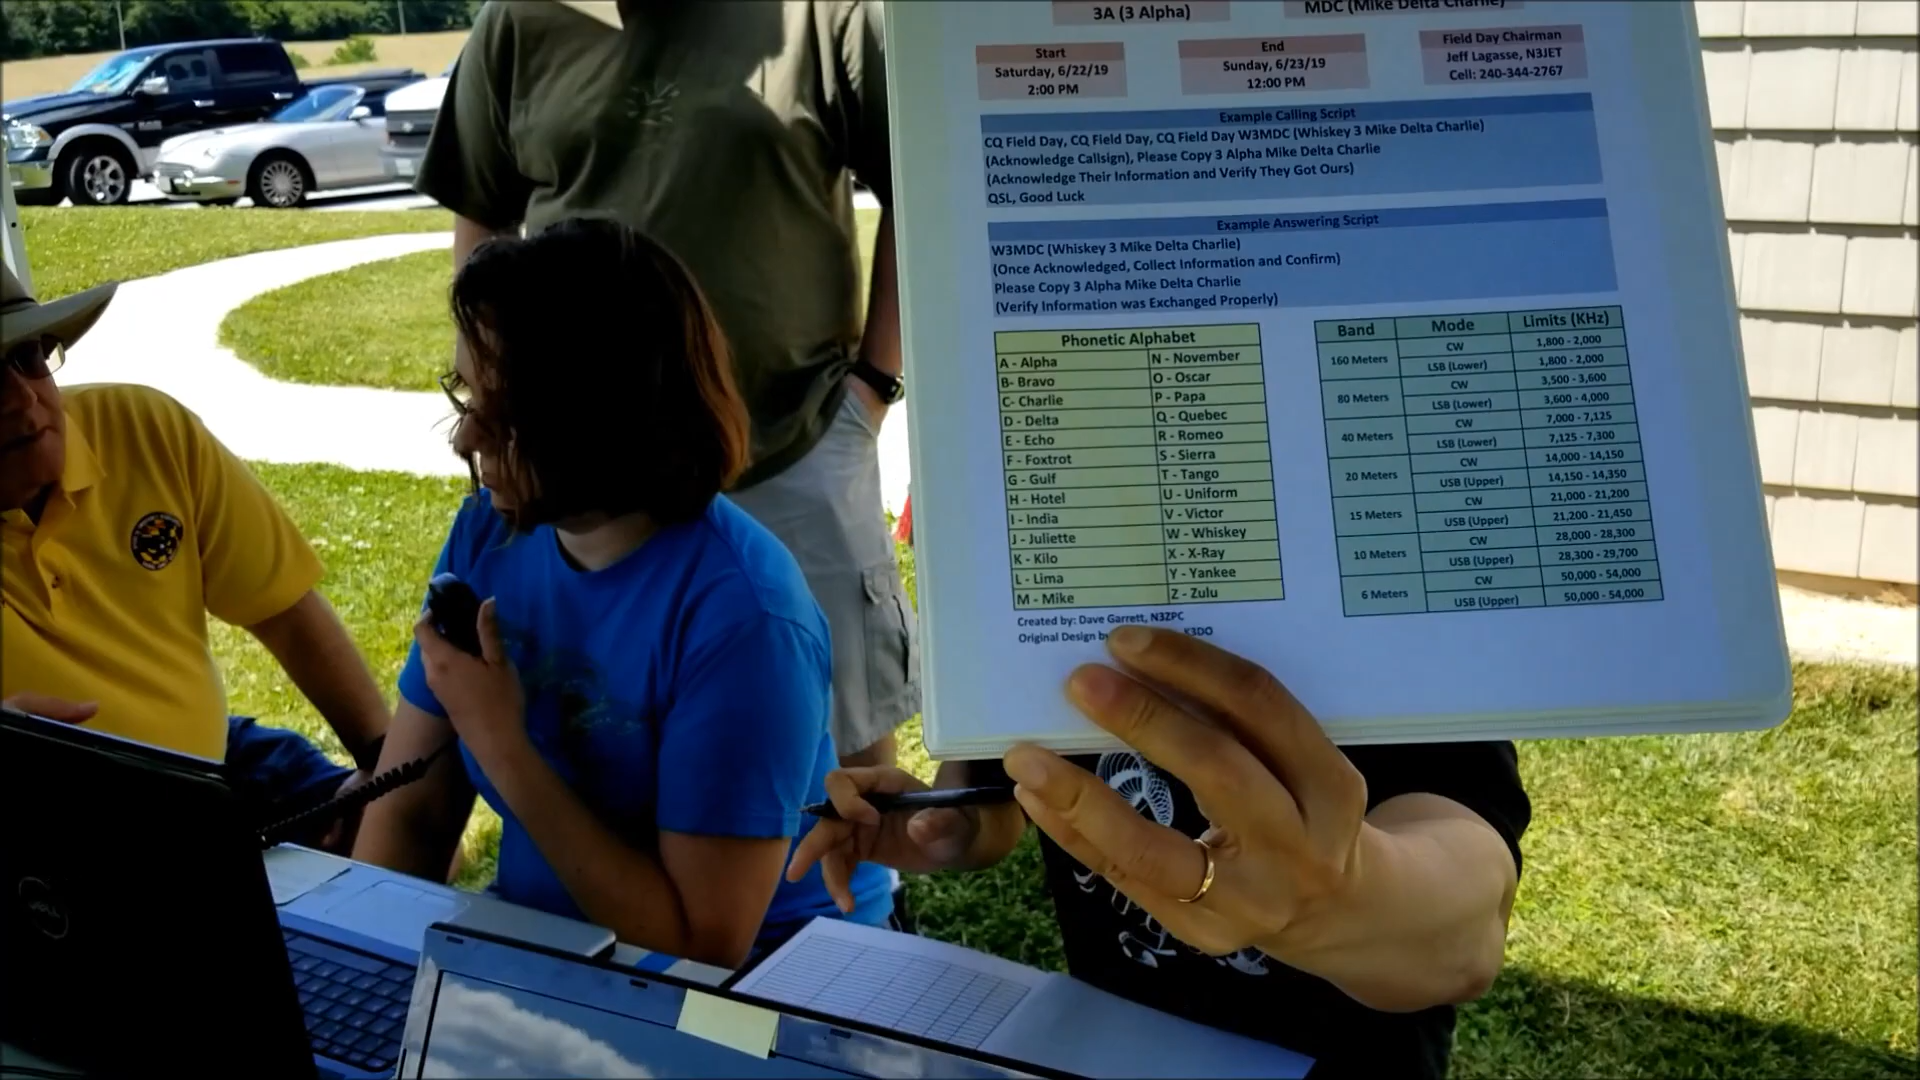 3A (3 Alpha)
MDC (Mike Delta Charlie)
Start
Saturday, 6/22/19
2:00 PM
End
Sunday, 6/23/19
12:00 PM
Field Day Chairman
Jeff Lagasse, N3JET
Cell: 240-344-2767
Example Calling Script
CQ Field Day, CQ Field Day, CQ Field Day W3MDC (Whiskey 3 Mike Delta Charlie)
(Acknowledge Callsign), Please Copy 3 Alpha Mike Delta Charlie
(Acknowledge Their Information and Verify They Got Ours)
QSL, Good Luck
Example Answering Script
W3MDC (Whiskey 3 Mike Delta Charlie)
(Once Acknowledged, Collect Information and Confirm)
Please Copy 3 Alpha Mike Delta Charlie
(Verify Information was Exchanged Properly)
Phonetic Alphabet
A - Alpha N - November
B- Bravo O - Oscar
C- Charlie P - Papa
D - Delta Q - Quebec
E - Echo R - Romeo
F - Foxtrot S - Sierra
G - Gulf T - Tango
H - Hotel U - Uniform
I - India V - Victor
J - Juliette W - Whiskey
K - Kilo X - X-Ray
L - Lima Y - Yankee
M - Mike Z - Zulu
Created by: Dave Garrett, N3ZPC
Original Design by K3DO
Band Mode Limits (KHz)
160 Meters CW 1,800 - 2,000
LSB (Lower) 1,800 - 2,000
80 Meters CW 3,500 - 3,600
LSB (Lower) 3,600 - 4,000
40 Meters CW 7,000 - 7,125
LSB (Lower) 7,125 - 7,300
20 Meters CW 14,000 - 14,150
USB (Upper) 14,150 - 14,350
15 Meters CW 21,000 - 21,200
USB (Upper) 21,200 - 21,450
10 Meters CW 28,000 - 28,300
USB (Upper) 28,300 - 29,700
6 Meters CW 50,000 - 54,000
USB (Upper) 50,000 - 54,000
DELL